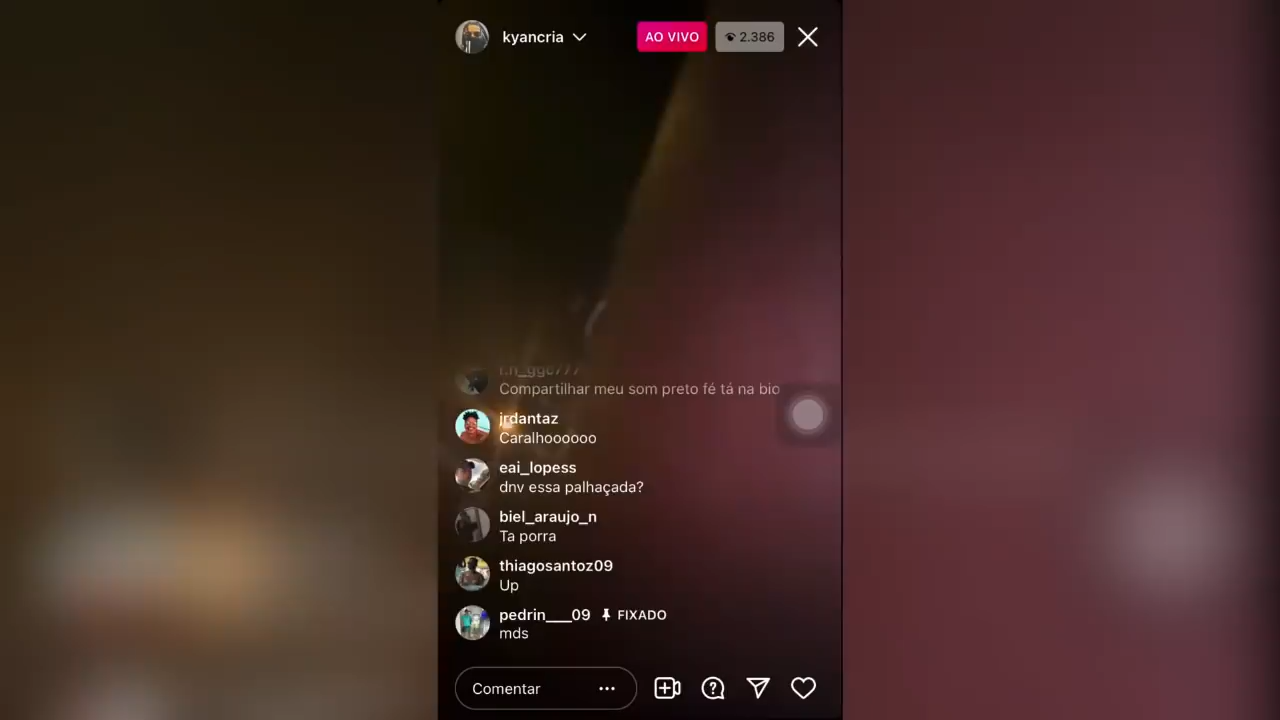 kyancria
AO VIVO
2.386
Compartilhar meu som preto fé tá na bio
jrdantaz
Caralhoooooo
eai_lopess
dnv essa palhaçada?
biel_araujo_n
Ta porra
thiagosantoz09
Up
pedrin___09 FIXADO
mds
Comentar